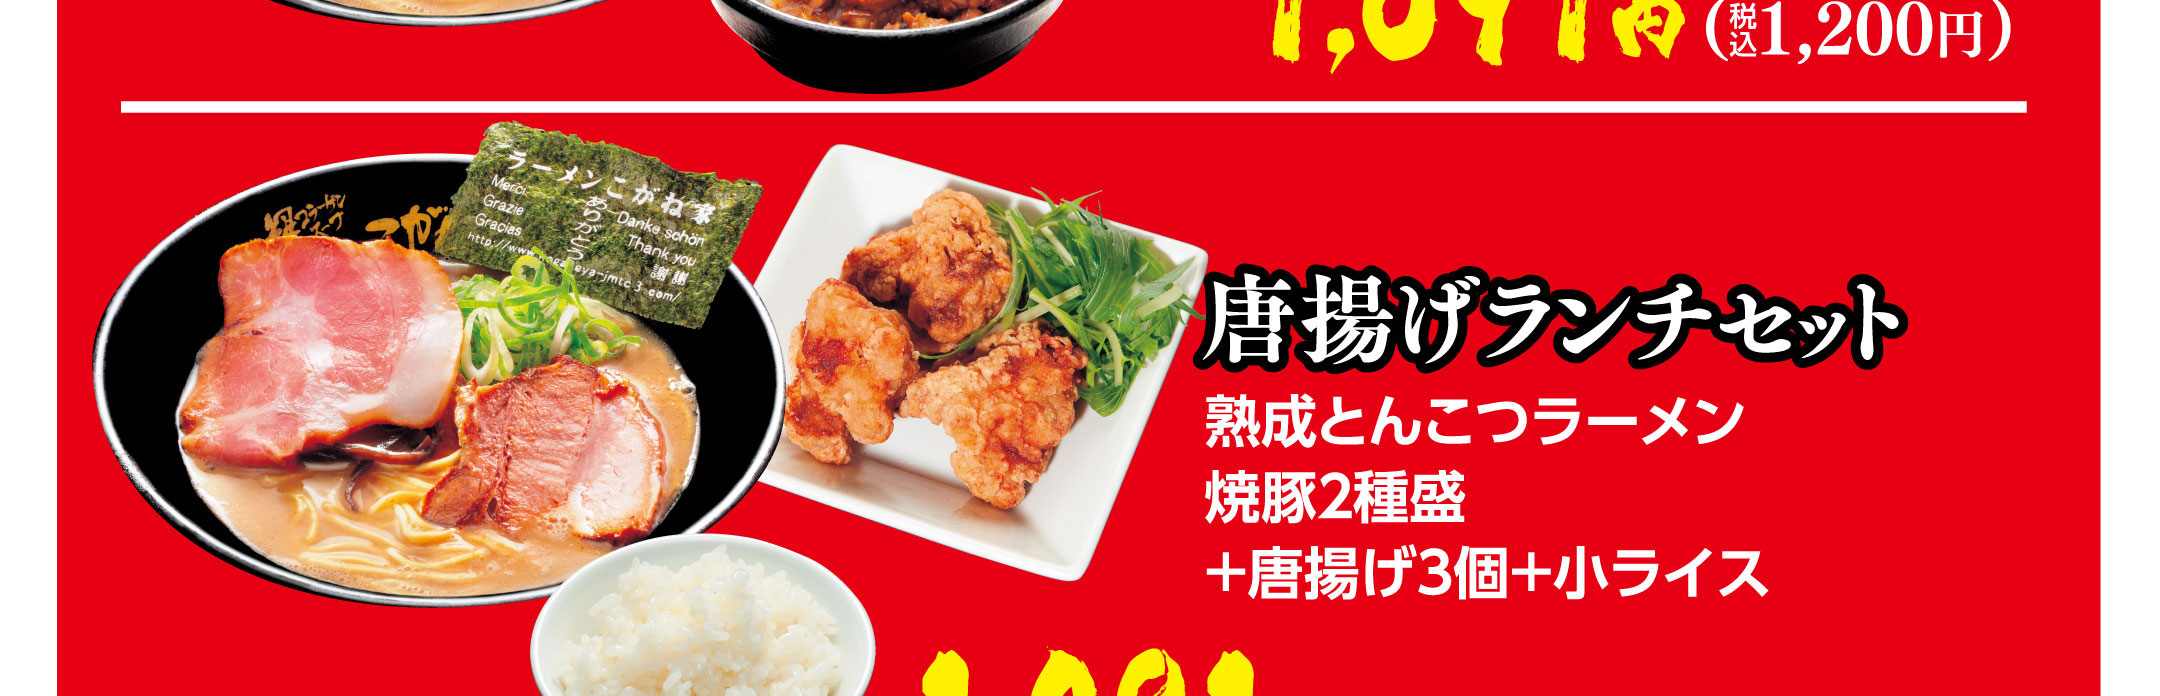 (税込1,200円)
ラーメンこがね家
Merci
Grazie
Gracias
ありがとう
Danke schön
Thank you
謝謝
唐揚げランチセット
熟成とんこつラーメン
焼豚2種盛
+唐揚げ3個+小ライス